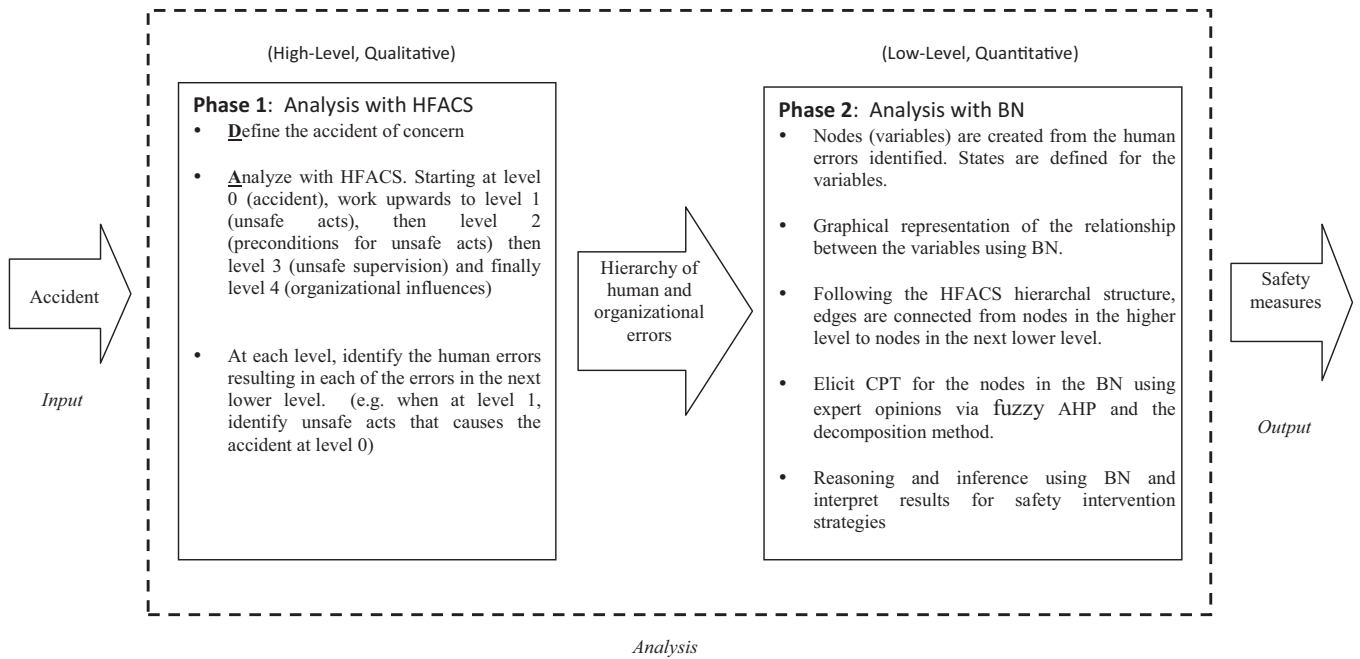 (High-Level, Qualitative)
(Low-Level, Quantitative)
Accident
Input
Phase 1: Analysis with HFACS
• Define the accident of concern
• Analyze with HFACS. Starting at level
0 (accident), work upwards to level 1
(unsafe acts), then level 2
(preconditions for unsafe acts) then
level 3 (unsafe supervision) and finally
level 4 (organizational influences)
• At each level, identify the human errors
resulting in each of the errors in the next
lower level. (e.g. when at level 1,
identify unsafe acts that causes the
accident at level 0)
Hierarchy of
human and
organizational
errors
Phase 2: Analysis with BN
• Nodes (variables) are created from the human
errors identified. States are defined for the
variables.
• Graphical representation of the relationship
between the variables using BN.
• Following the HFACS hierarchal structure,
edges are connected from nodes in the higher
level to nodes in the next lower level.
• Elicit CPT for the nodes in the BN using
expert opinions via fuzzy AHP and the
decomposition method.
• Reasoning and inference using BN and
interpret results for safety intervention
strategies
Safety
measures
Output
Analysis